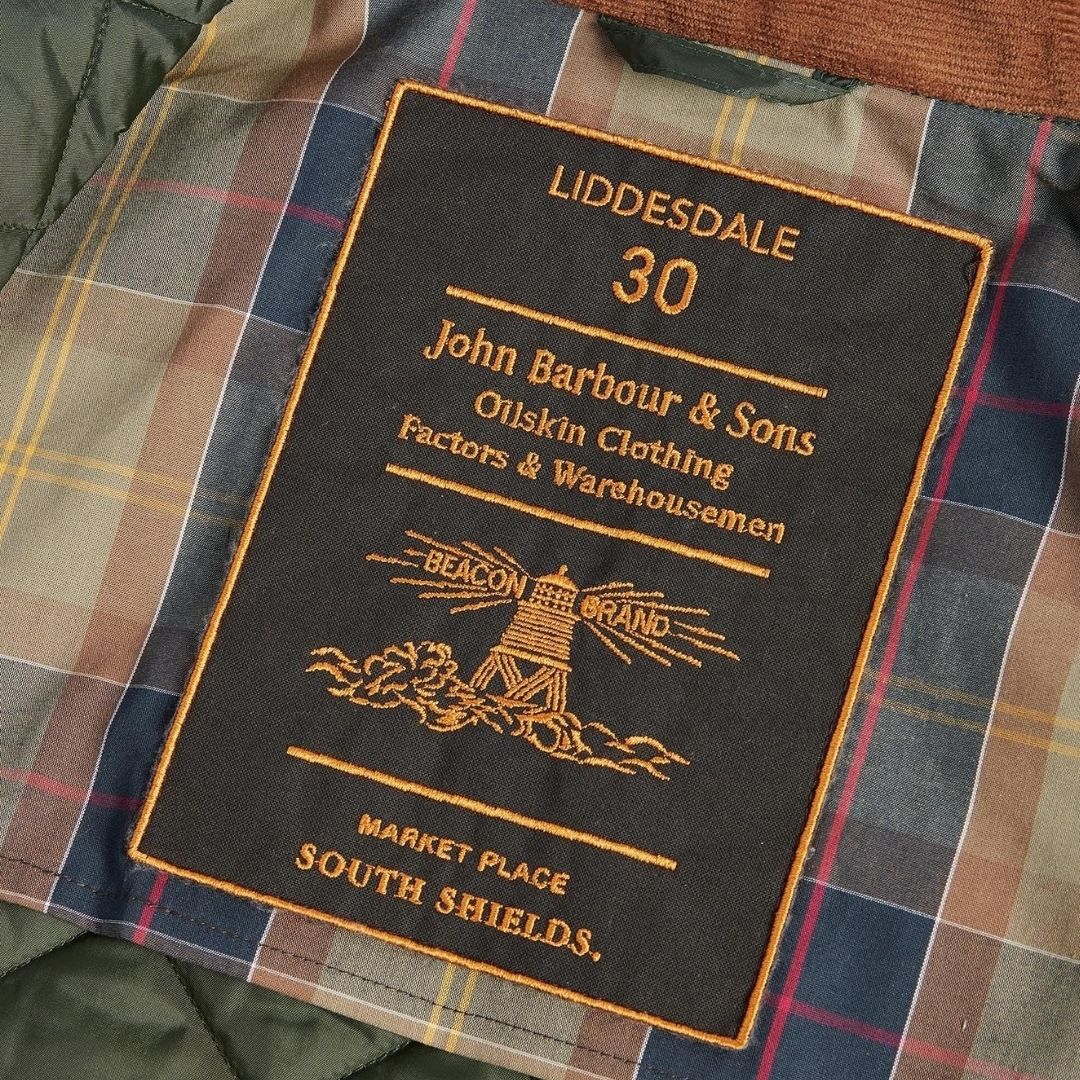 LIDDESDALE
30
John Barbour & Sons
Oilskin Clothing
Factors & Warehousemen
BEACON BRAND
MARKET PLACE
SOUTH SHIELDS.